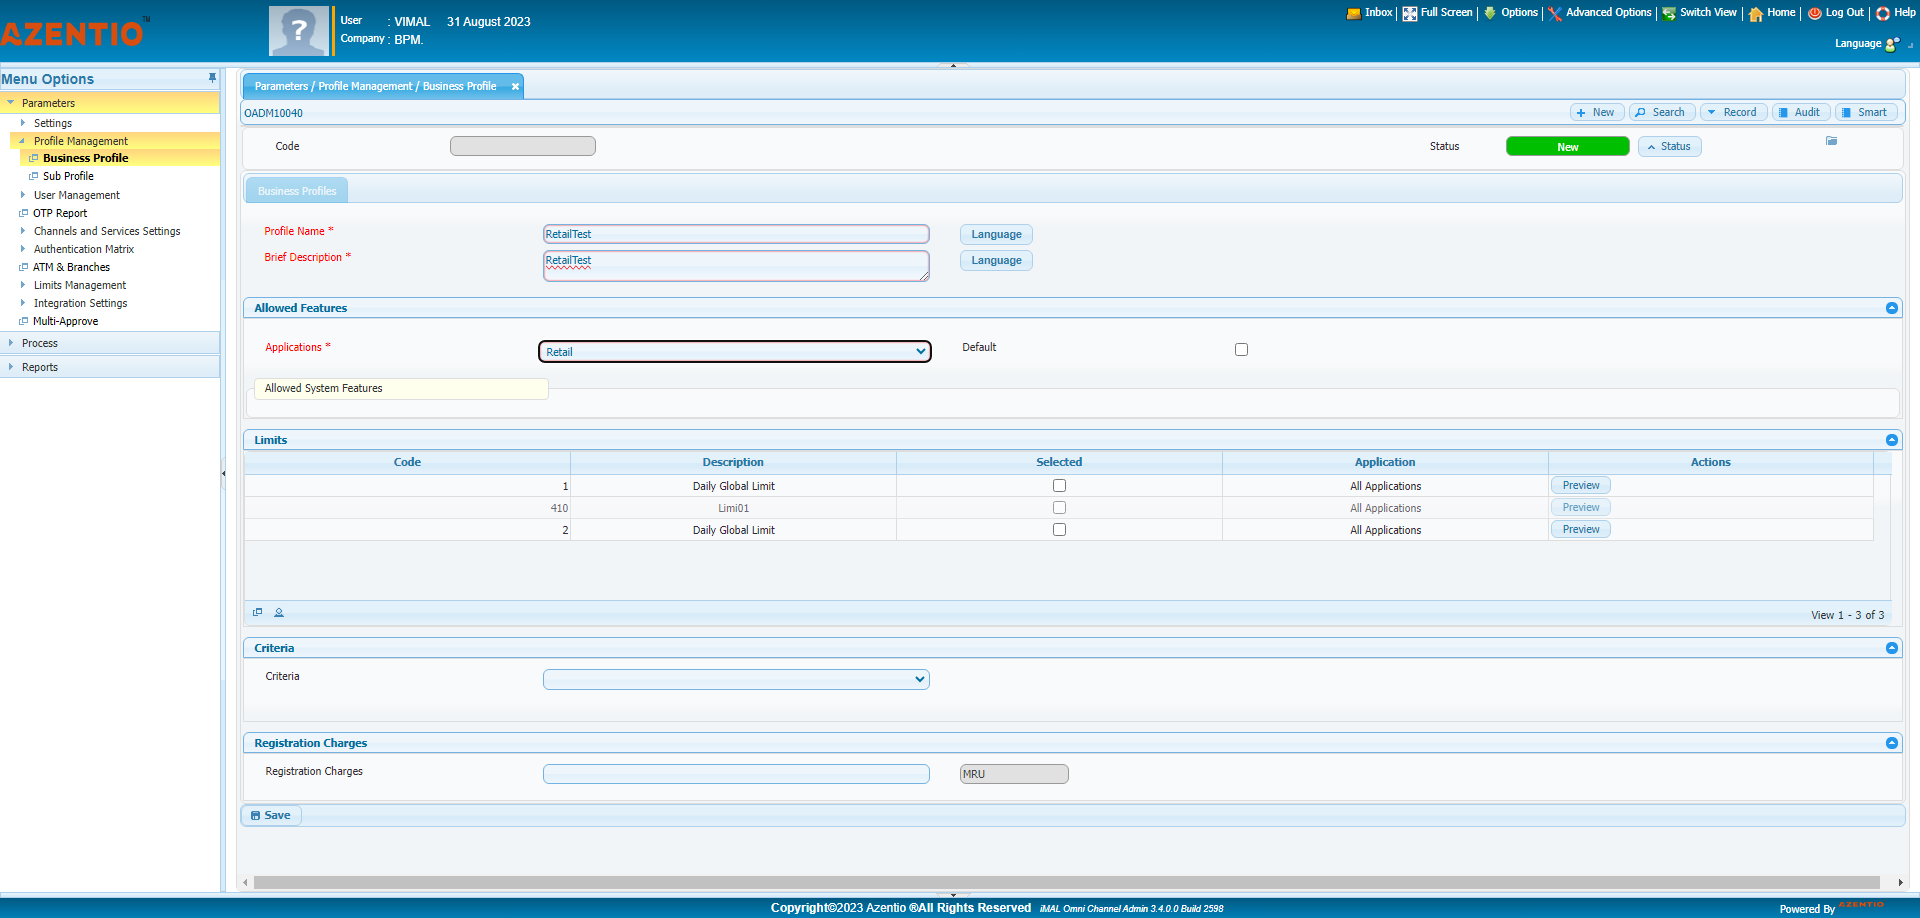 AZENTIO™
User : VIMAL 31 August 2023
Company : BPM.
Inbox Full Screen Options Advanced Options Switch View Home Log Out Help
Language
Menu Options
Parameters
Settings
Profile Management
Business Profile
Sub Profile
User Management
OTP Report
Channels and Services Settings
Authentication Matrix
ATM & Branches
Limits Management
Integration Settings
Multi-Approve
Process
Reports
Parameters / Profile Management / Business Profile
OADM10040
New Search Record Audit Smart
Code
Status New Status
Business Profiles
Profile Name * RetailTest Language
Brief Description * RetailTest Language
Allowed Features
Applications * Retail Default
Allowed System Features
Limits
Code Description Selected Application Actions
1 Daily Global Limit All Applications Preview
410 Limi01 All Applications Preview
2 Daily Global Limit All Applications Preview
View 1 - 3 of 3
Criteria
Criteria
Registration Charges
Registration Charges MRU
Save
Copyright©2023 Azentio ®All Rights Reserved iMAL Omni Channel Admin 3.4.0.0 Build 2598
Powered By AZENTIO